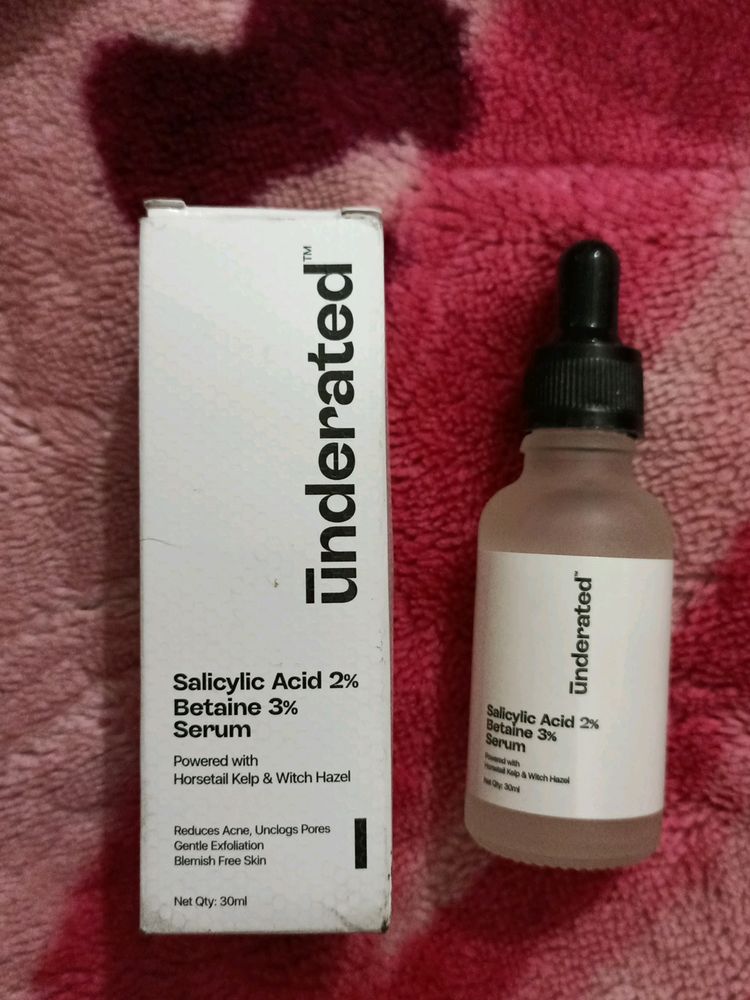 ūnderated™
Salicylic Acid 2%
Betaine 3%
Serum
Powered with
Horsetail Kelp & Witch Hazel
Reduces Acne, Unclogs Pores
Gentle Exfoliation
Blemish Free Skin
Net Qty: 30ml
ūnderated™
Salicylic Acid 2%
Betaine 3%
Serum
Powered with
Horsetail Kelp & Witch Hazel
Net Qty: 30ml